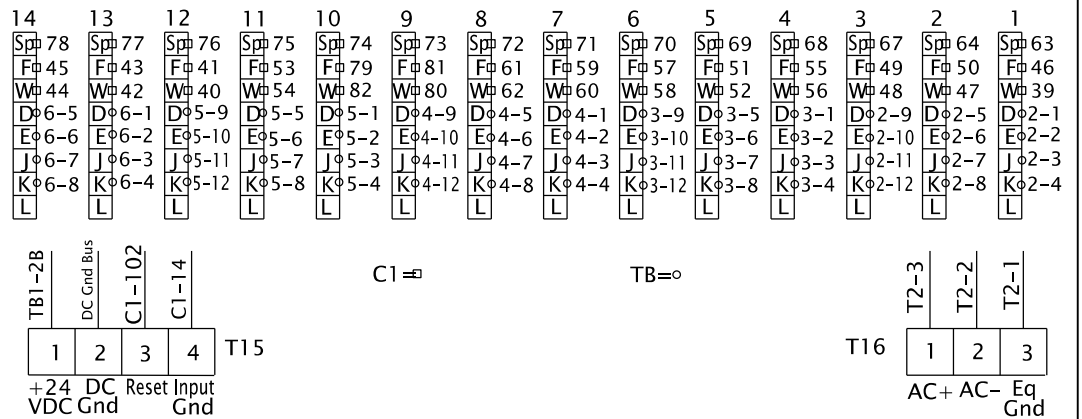 14 13 12 11 10 9 8 7 6 5 4 3 2 1
Sp 78 Sp 77 Sp 76 Sp 75 Sp 74 Sp 73 Sp 72 Sp 71 Sp 70 Sp 69 Sp 68 Sp 67 Sp 64 Sp 63
F 45 F 43 F 41 F 53 F 79 F 81 F 61 F 59 F 57 F 51 F 55 F 49 F 50 F 46
W 44 W 42 W 40 W 54 W 82 W 80 W 62 W 60 W 58 W 52 W 56 W 48 W 47 W 39
D 6-5 D 6-1 D 5-9 D 5-5 D 5-1 D 4-9 D 4-5 D 4-1 D 3-9 D 3-5 D 3-1 D 2-9 D 2-5 D 2-1
E 6-6 E 6-2 E 5-10 E 5-6 E 5-2 E 4-10 E 4-6 E 4-2 E 3-10 E 3-6 E 3-2 E 2-10 E 2-6 E 2-2
J 6-7 J 6-3 J 5-11 J 5-7 J 5-3 J 4-11 J 4-7 J 4-3 J 3-11 J 3-7 J 3-3 J 2-11 J 2-7 J 2-3
K 6-8 K 6-4 K 5-12 K 5-8 K 5-4 K 4-12 K 4-8 K 4-4 K 3-12 K 3-8 K 3-4 K 2-12 K 2-8 K 2-4
L L L L L L L L L L L L L L
TB1-2B DC Gnd Bus C1-102 C1-14
C1= TB=
T2-3 T2-2 T2-1
1 2 3 4 T15
T16 1 2 3
+24 VDC
DC Gnd
Reset
Input Gnd
AC+ AC-
Eq Gnd